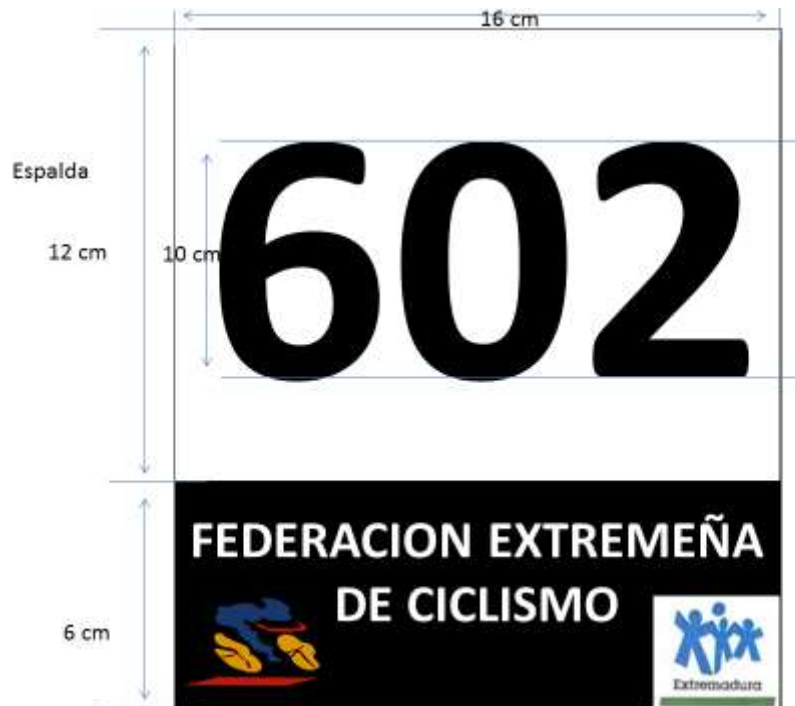 16 cm
Espalda
12 cm
10 cm
602
FEDERACION EXTREMEÑA
DE CICLISMO
6 cm
Extremadura